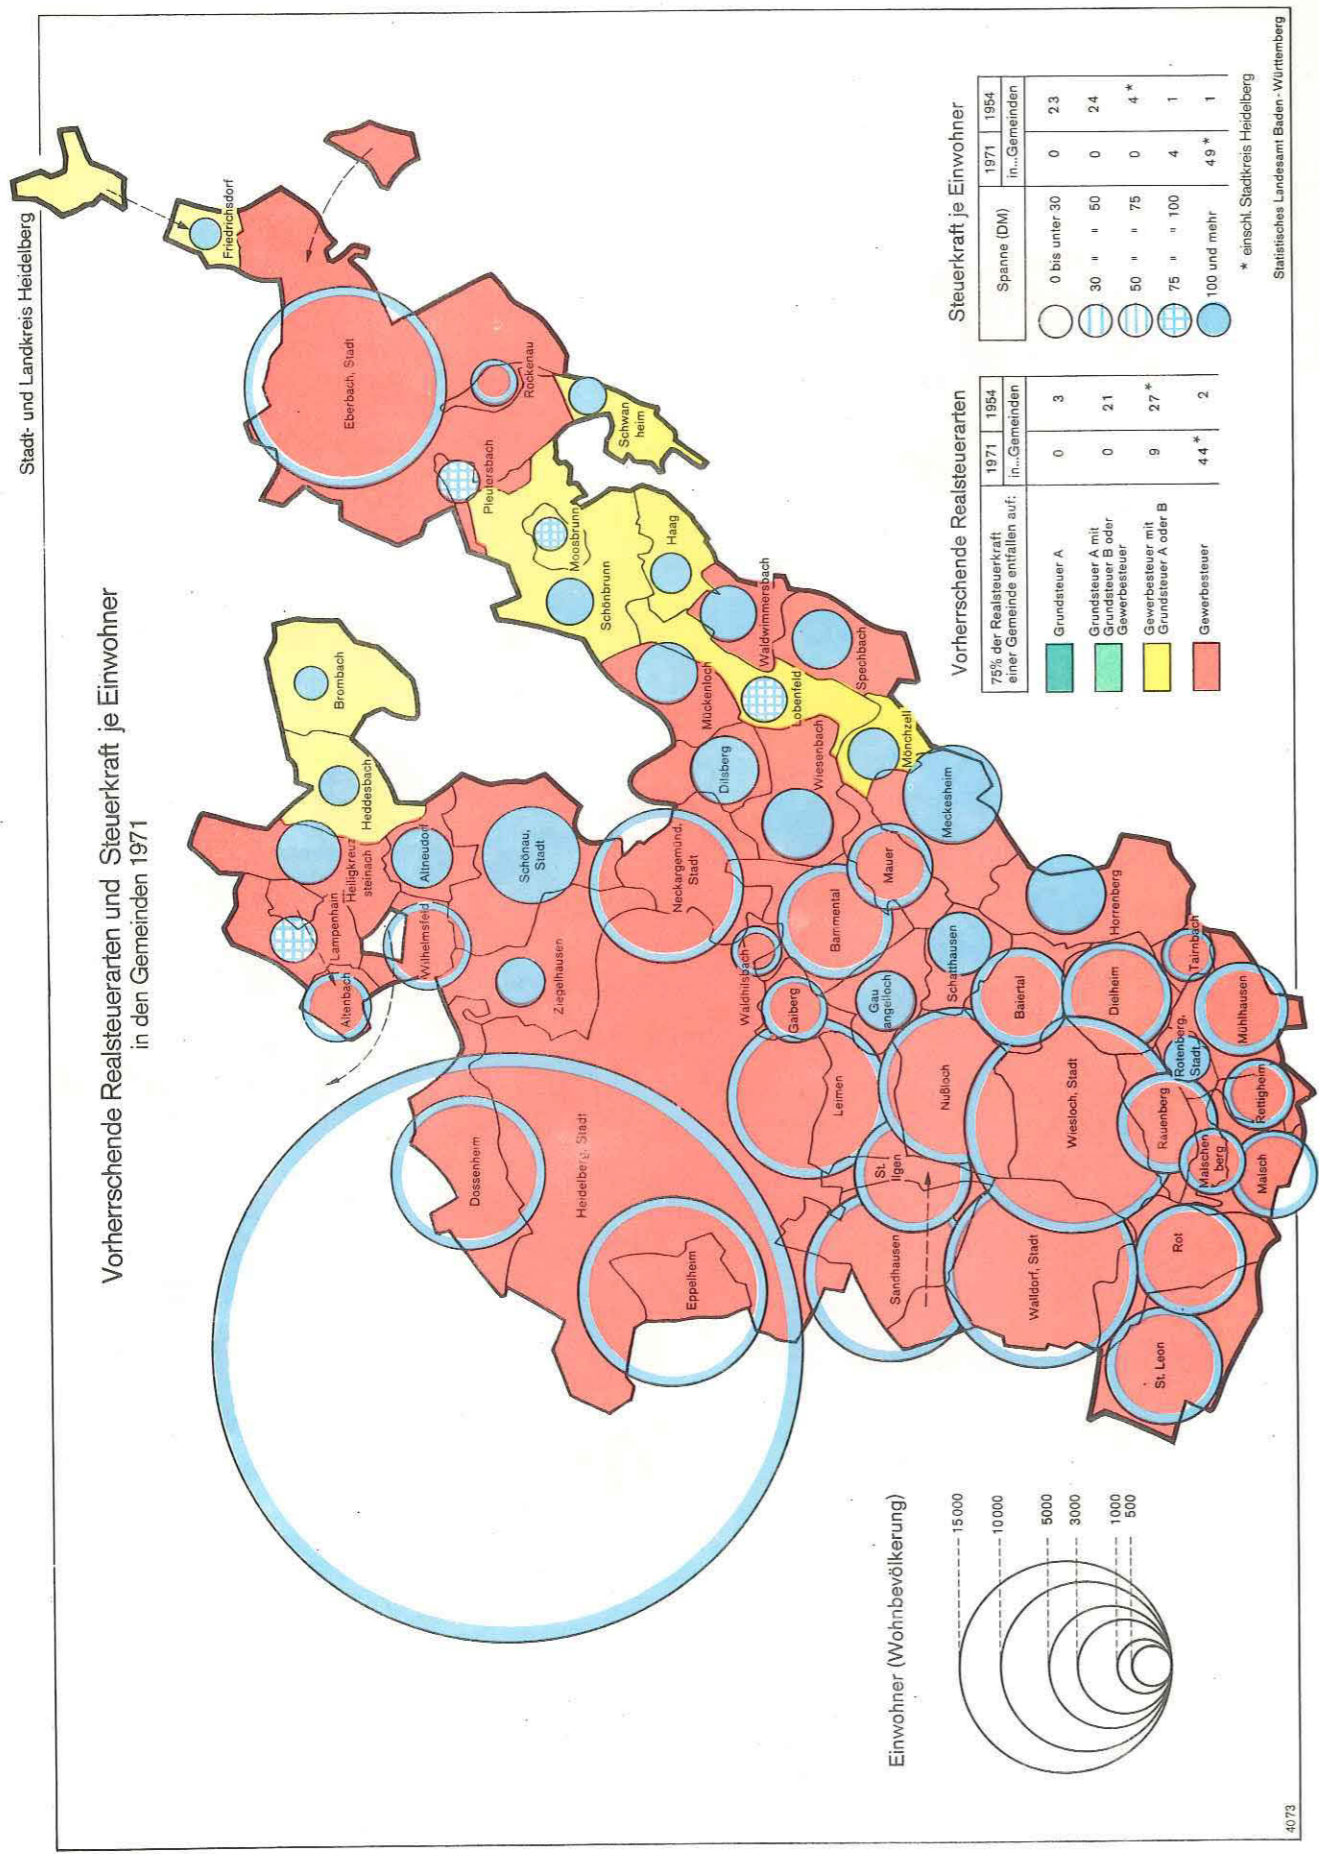 Stadt- und Landkreis Heidelberg
Vorherrschende Realsteuerarten und Steuerkraft je Einwohner
in den Gemeinden 1971
Friedrichsdorf
Eberbach, Stadt
Rockenau
Pleutersbach
Schwan
heim
Moosbrunn
Schönbrunn
Haag
Brombach
Heddesbach
Heiligkreuz
steinach
Lampenhain
Altenbach
Altneudorf
Wilhelmsfeld
Schönau,
Stadt
Ziegelhausen
Waldwimmersbach
Spechbach
Mückenloch
Lobenfeld
Dilsberg
Wiesenbach
Mönchzell
Neckargemünd,
Stadt
Meckesheim
Mauer
Bammental
Waldhilsbach
Gaiberg
Gau
angelloch
Schatthausen
Horrenberg
Baiertal
Dielheim
Tairnbach
Mühlhausen
Rotenberg,
Stadt
Rettigheim
Rauenberg
Malschen
berg
Malsch
Dossenheim
Heidelberg, Stadt
Eppelheim
Leimen
Nußloch
St.
Ilgen
Sandhausen
Wiesloch, Stadt
Walldorf, Stadt
Rot
St. Leon
Einwohner (Wohnbevölkerung)
15000
10000
5000
3000
1000
500
Vorherrschende Realsteuerarten
75% der Realsteuerkraft
einer Gemeinde entfallen auf:
1971 1954
in...Gemeinden
Grundsteuer A 0 3
Grundsteuer A mit
Grundsteuer B oder
Gewerbesteuer 0 21
Gewerbesteuer mit
Grundsteuer A oder B 9 27*
Gewerbesteuer 44* 2
Steuerkraft je Einwohner
Spanne (DM) 1971 1954
in...Gemeinden
0 bis unter 30 0 23
30 " " 50 0 24
50 " " 75 0 4*
75 " " 100 4 1
100 und mehr 49* 1
* einschl. Stadtkreis Heidelberg
Statistisches Landesamt Baden-Württemberg
4073